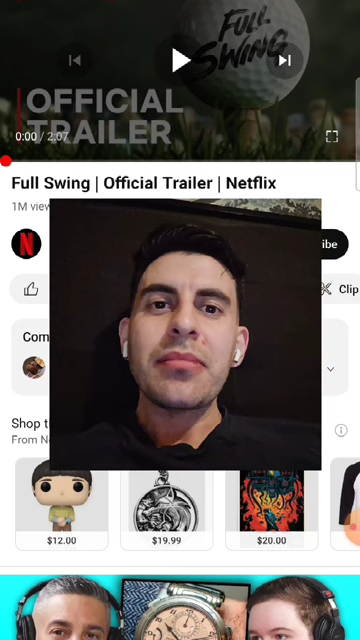 FULL
SWING
OFFICIAL
TRAILER
0:00 / 2:07
Full Swing | Official Trailer | Netflix
1M view
N
ibe
Clip
Com
Shop t
From N
$12.00
$19.99
$20.00